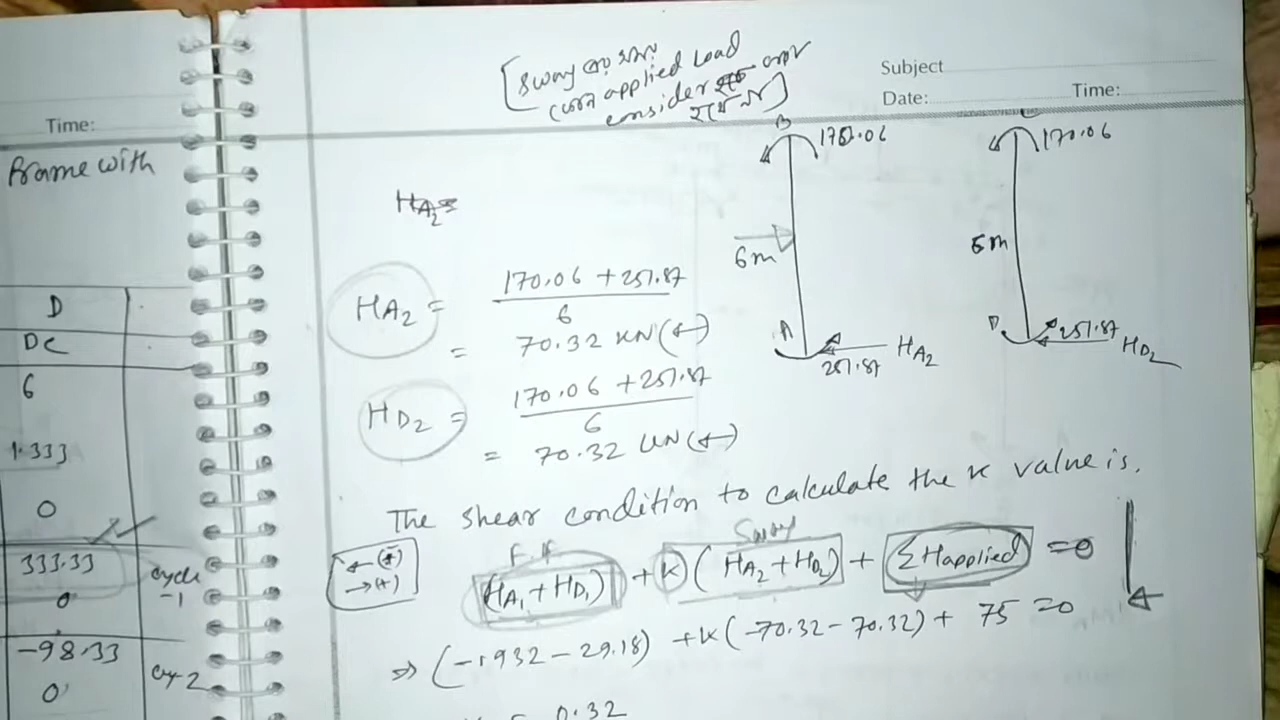 Time:
Frame with
D
DC
6
1.333
0
333.33
cycle -1
0
-98.33
cy-2
0
[Sway এর সময়
applied Load
consider
Subject
Date:
Time:
B
170.06
6m
A
257.87
HA2
170.06
6m
D
257.87
HD2
HA2=
HA2 = 170.06 + 257.87
6
= 70.32 KN(←)
HD2 = 170.06 + 257.87
6
= 70.32 KN(←)
The shear condition to calculate the k value is.
←(-)
→(+)
F.F
Sway
(HA1 + HD1) + K (HA2 + HD2) + ΣHapplied = 0
⇒ (-1932 - 29.18) + K(-70.32 - 70.32) + 75 = 0
0.32